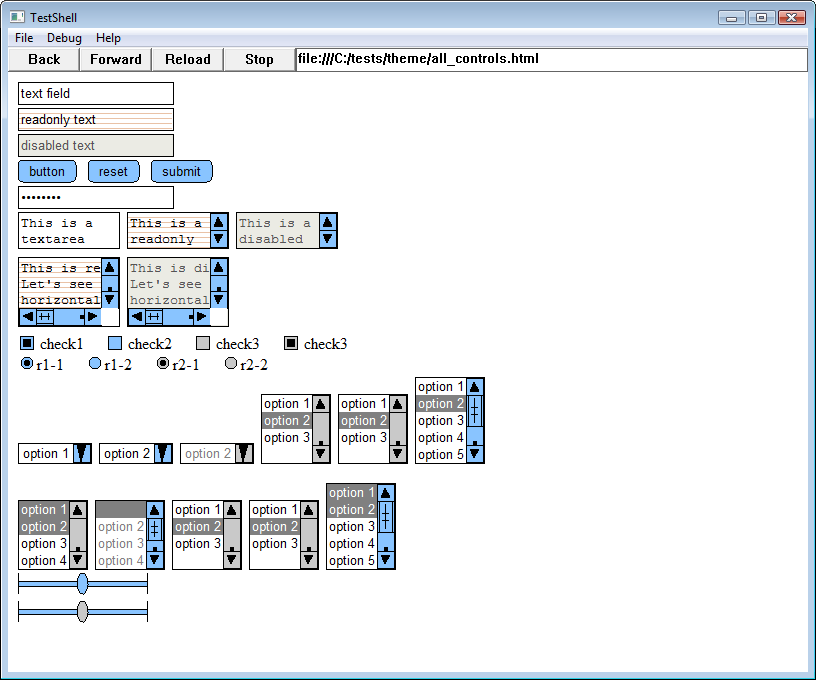 TestShell
File Debug Help
Back Forward Reload Stop file:///C:/tests/theme/all_controls.html
text field
readonly text
disabled text
button reset submit
••••••••
This is a This is a This is a
textarea readonly disabled
This is re This is di
Let's see Let's see
horizontal horizontal
check1 check2 check3 check3
r1-1 r1-2 r2-1 r2-2
option 1
option 1 option 1 option 2
option 2 option 2 option 3
option 3 option 3 option 4
option 1 option 2 option 2 option 5
option 1
option 1 option 1 option 1 option 2
option 2 option 2 option 2 option 2 option 3
option 3 option 3 option 3 option 3 option 4
option 4 option 4 option 5